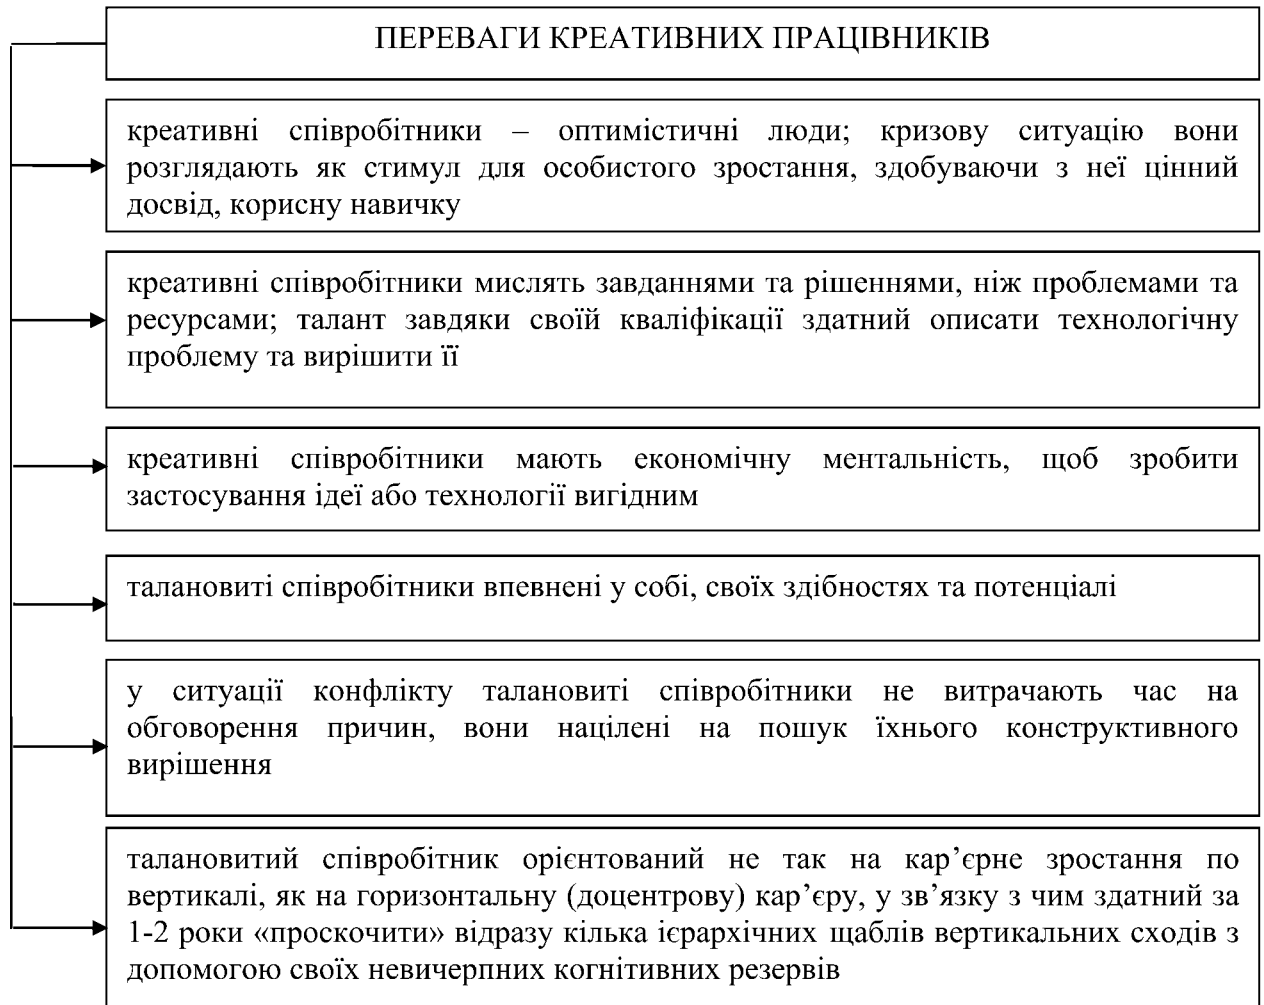 ПЕРЕВАГИ КРЕАТИВНИХ ПРАЦІВНИКІВ
креативні співробітники – оптимістичні люди; кризову ситуацію вони
розглядають як стимул для особистого зростання, здобуваючи з неї цінний
досвід, корисну навичку
креативні співробітники мислять завданнями та рішеннями, ніж проблемами та
ресурсами; талант завдяки своїй кваліфікації здатний описати технологічну
проблему та вирішити її
креативні співробітники мають економічну ментальність, щоб зробити
застосування ідеї або технології вигідним
талановиті співробітники впевнені у собі, своїх здібностях та потенціалі
у ситуації конфлікту талановиті співробітники не витрачають час на
обговорення причин, вони націлені на пошук їхнього конструктивного
вирішення
талановитий співробітник орієнтований не так на кар’єрне зростання по
вертикалі, як на горизонтальну (доцентрову) кар’єру, у зв’язку з чим здатний за
1-2 роки «проскочити» відразу кілька ієрархічних щаблів вертикальних сходів з
допомогою своїх невичерпних когнітивних резервів